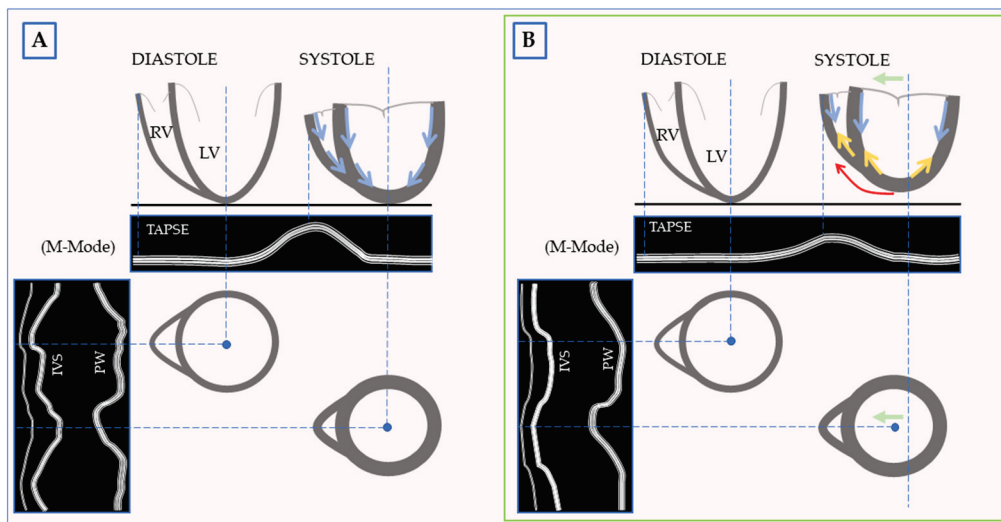 A
DIASTOLE
SYSTOLE
RV
LV
(M-Mode)
TAPSE
IVS
PW
B
DIASTOLE
SYSTOLE
RV
LV
(M-Mode)
TAPSE
IVS
PW